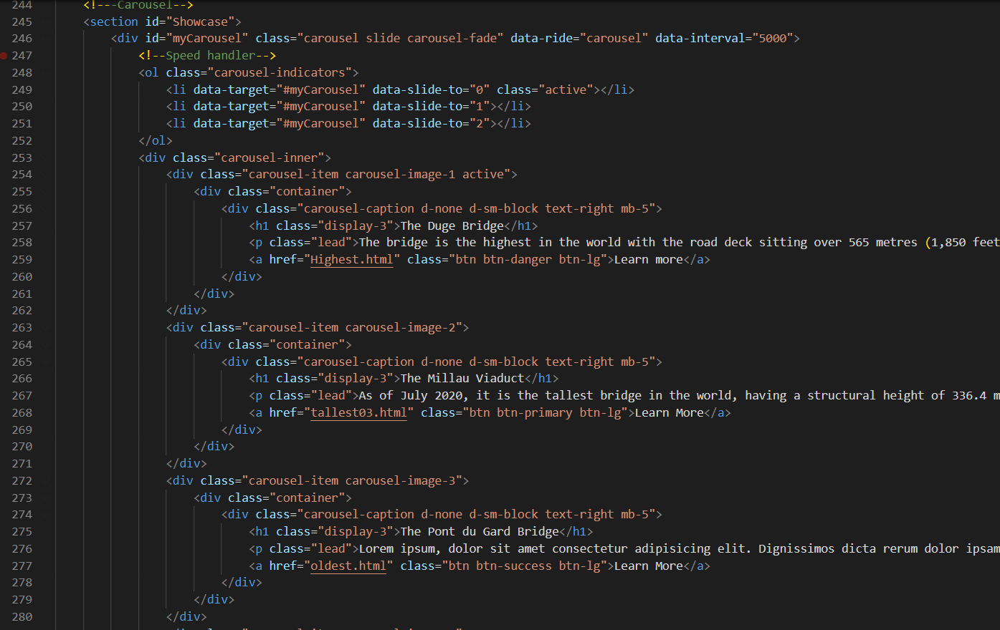 244 <!---Carousel-->
245 <section id="Showcase">
246 <div id="myCarousel" class="carousel slide carousel-fade" data-ride="carousel" data-interval="5000">
247 <!--Speed handler-->
248 <ol class="carousel-indicators">
249 <li data-target="#myCarousel" data-slide-to="0" class="active"></li>
250 <li data-target="#myCarousel" data-slide-to="1"></li>
251 <li data-target="#myCarousel" data-slide-to="2"></li>
252 </ol>
253 <div class="carousel-inner">
254 <div class="carousel-item carousel-image-1 active">
255 <div class="container">
256 <div class="carousel-caption d-none d-sm-block text-right mb-5">
257 <h1 class="display-3">The Duge Bridge</h1>
258 <p class="lead">The bridge is the highest in the world with the road deck sitting over 565 metres (1,850 feet
259 <a href="Highest.html" class="btn btn-danger btn-lg">Learn more</a>
260 </div>
261 </div>
262 </div>
263 <div class="carousel-item carousel-image-2">
264 <div class="container">
265 <div class="carousel-caption d-none d-sm-block text-right mb-5">
266 <h1 class="display-3">The Millau Viaduct</h1>
267 <p class="lead">As of July 2020, it is the tallest bridge in the world, having a structural height of 336.4 m
268 <a href="tallest03.html" class="btn btn-primary btn-lg">Learn More</a>
269 </div>
270 </div>
271 </div>
272 <div class="carousel-item carousel-image-3">
273 <div class="container">
274 <div class="carousel-caption d-none d-sm-block text-right mb-5">
275 <h1 class="display-3">The Pont du Gard Bridge</h1>
276 <p class="lead">Lorem ipsum, dolor sit amet consectetur adipisicing elit. Dignissimos dicta rerum dolor ipsam
277 <a href="oldest.html" class="btn btn-success btn-lg">Learn More</a>
278 </div>
279 </div>
280 </div>